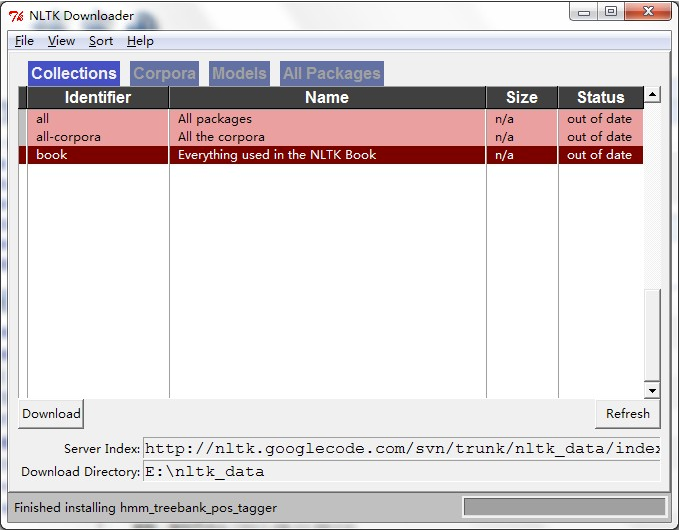 NLTK Downloader
File View Sort Help
Collections Corpora Models All Packages
Identifier Name Size Status
all All packages n/a out of date
all-corpora All the corpora n/a out of date
book Everything used in the NLTK Book n/a out of date
Download Refresh
Server Index: http://nltk.googlecode.com/svn/trunk/nltk_data/index
Download Directory: E:\nltk_data
Finished installing hmm_treebank_pos_tagger